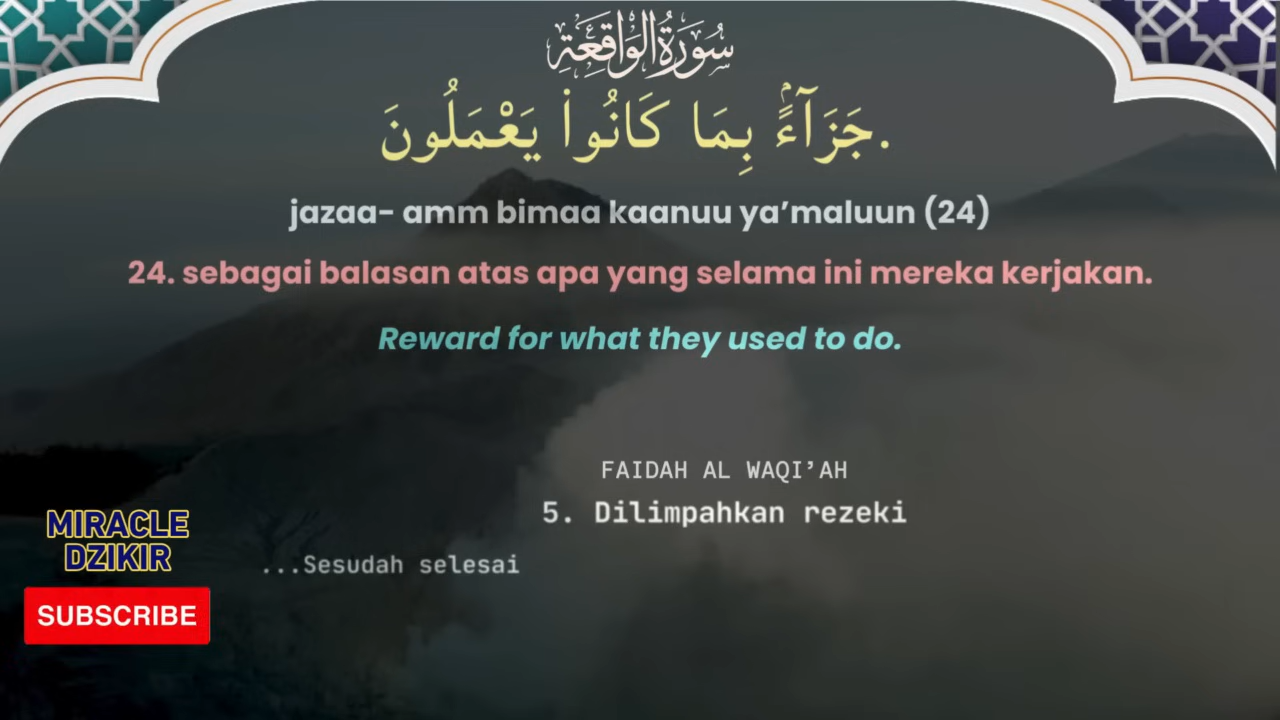 سُورَةُ الْوَاقِعَةِ
جَزَآءًۢ بِمَا كَانُوا۟ يَعْمَلُونَ.
jazaa- amm bimaa kaanuu ya’maluun (24)
24. sebagai balasan atas apa yang selama ini mereka kerjakan.
Reward for what they used to do.
FAIDAH AL WAQI’AH
5. Dilimpahkan rezeki
...Sesudah selesai
MIRACLE
DZIKIR
SUBSCRIBE